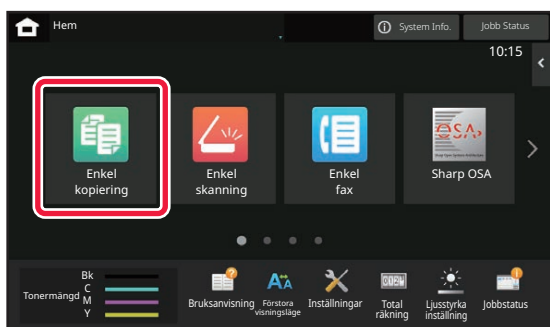 Hem
System Info.
Jobb Status
10:15
Enkel
kopiering
Enkel
skanning
Enkel
fax
OSA
Sharp OSA
Tonermängd
Bk
C
M
Y
Bruksanvisning
Förstora
visningsläge
Inställningar
Total
räkning
Ljusstyrka
inställning
Jobbstatus